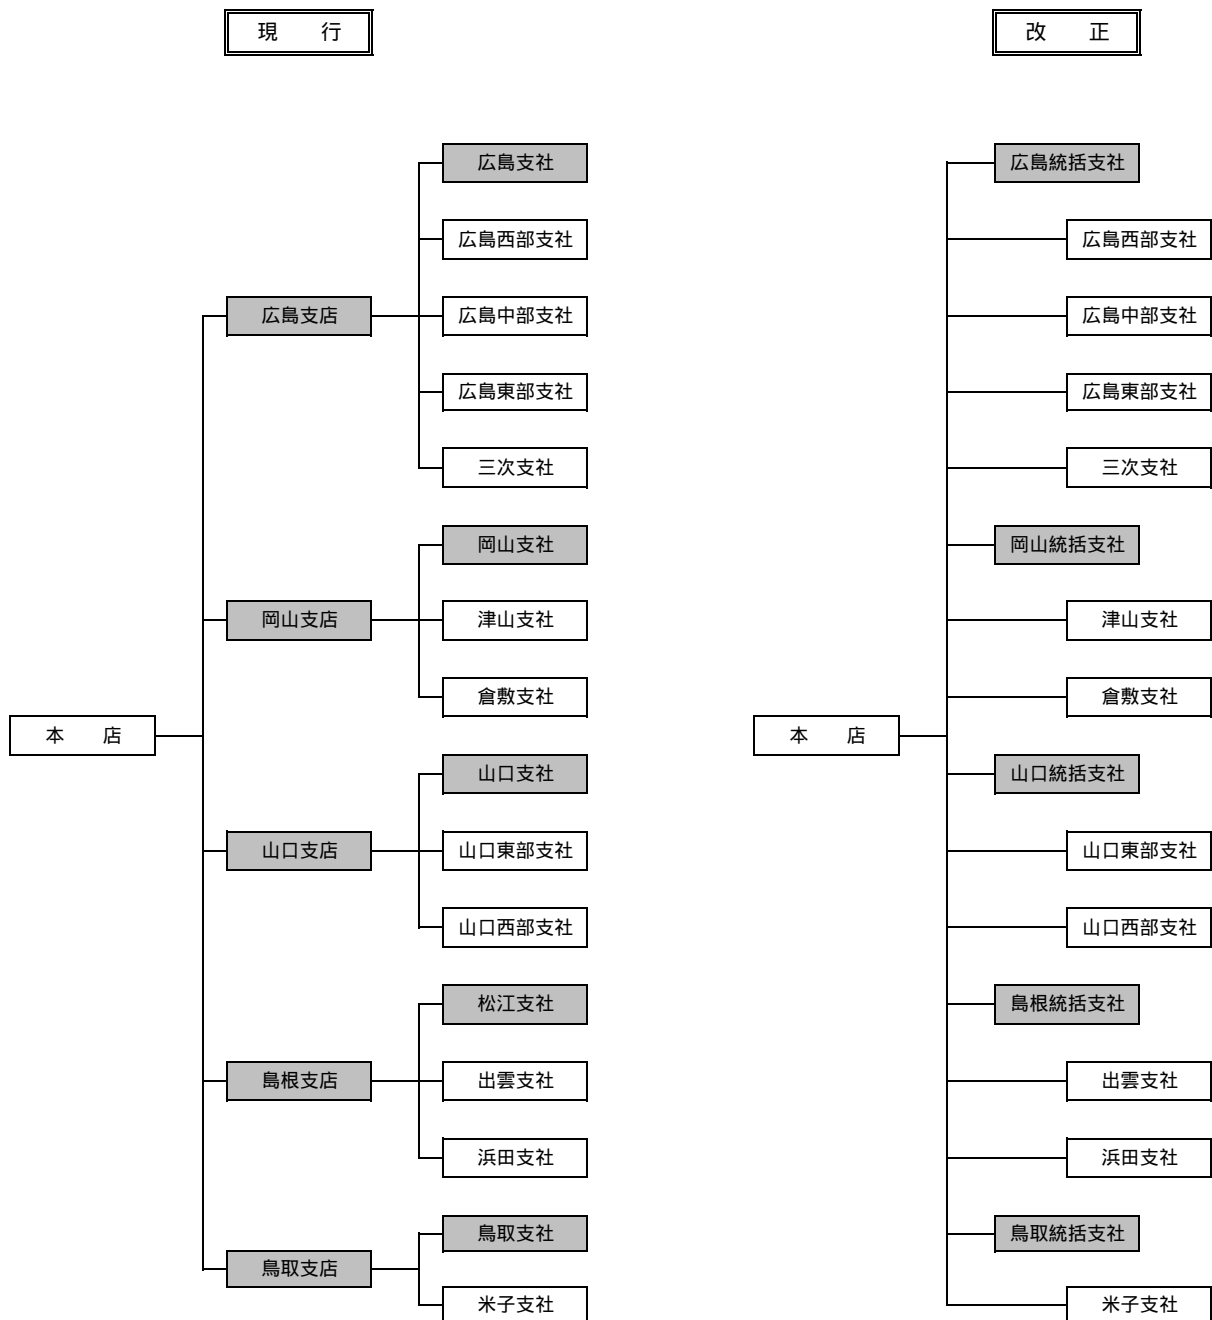 現　行
広島支社
広島西部支社
広島支店
広島中部支社
広島東部支社
三次支社
岡山支社
岡山支店
津山支社
倉敷支社
本　店
山口支社
山口支店
山口東部支社
山口西部支社
松江支社
島根支店
出雲支社
浜田支社
鳥取支社
鳥取支店
米子支社
改　正
広島統括支社
広島西部支社
広島中部支社
広島東部支社
三次支社
岡山統括支社
津山支社
倉敷支社
本　店
山口統括支社
山口東部支社
山口西部支社
島根統括支社
出雲支社
浜田支社
鳥取統括支社
米子支社